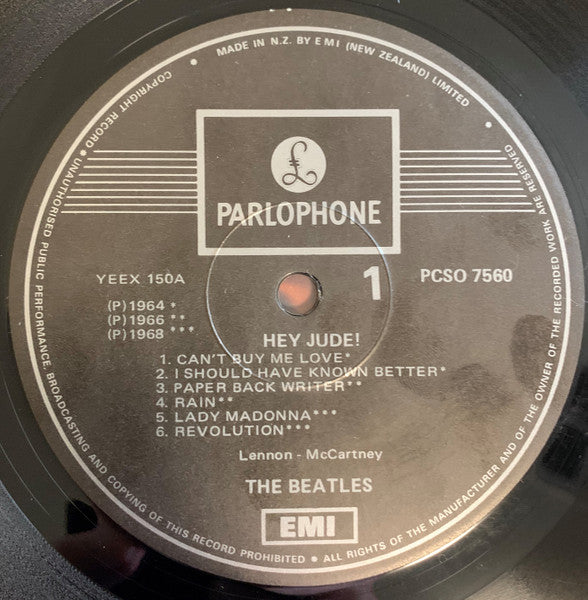 MADE IN N.Z. BY EMI (NEW ZEALAND) LIMITED
COPYRIGHT RECORD • UNAUTHORISED PUBLIC PERFORMANCE, BROADCASTING AND COPYING OF THIS RECORD PROHIBITED • ALL RIGHTS OF THE MANUFACTURER AND OF THE OWNER OF THE RECORDED WORK ARE RESERVED
£
PARLOPHONE
YEEX 150A
1
PCSO 7560
(P)1964 *
(P)1966 **
(P)1968 ***
HEY JUDE!
1. CAN'T BUY ME LOVE*
2. I SHOULD HAVE KNOWN BETTER*
3. PAPER BACK WRITER**
4. RAIN**
5. LADY MADONNA***
6. REVOLUTION***
Lennon - McCartney
THE BEATLES
EMI